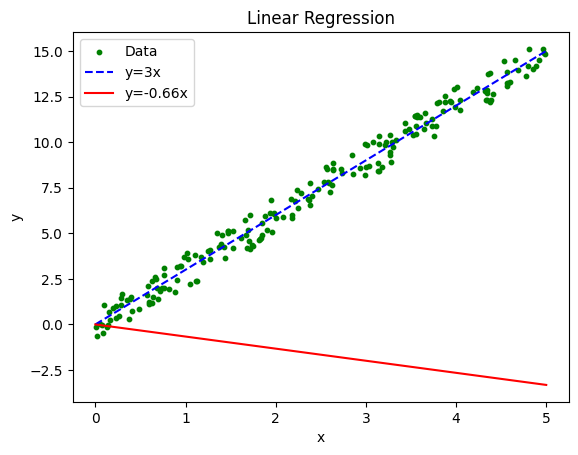 Linear Regression
Data
y=3x
y=-0.66x
15.0
12.5
10.0
7.5
5.0
2.5
0.0
−2.5
y
0 1 2 3 4 5
x